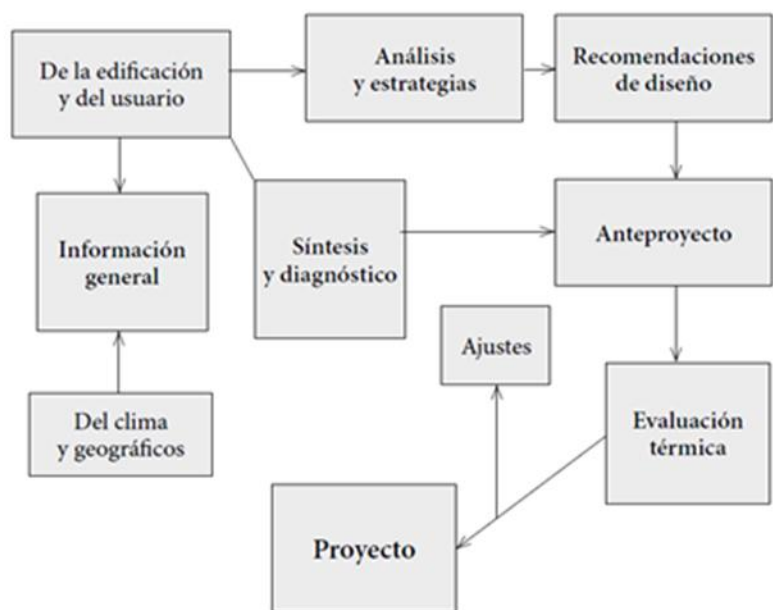 De la edificación
y del usuario
Análisis
y estrategias
Recomendaciones
de diseño
Información
general
Síntesis
y diagnóstico
Anteproyecto
Ajustes
Del clima
y geográficos
Evaluación
térmica
Proyecto